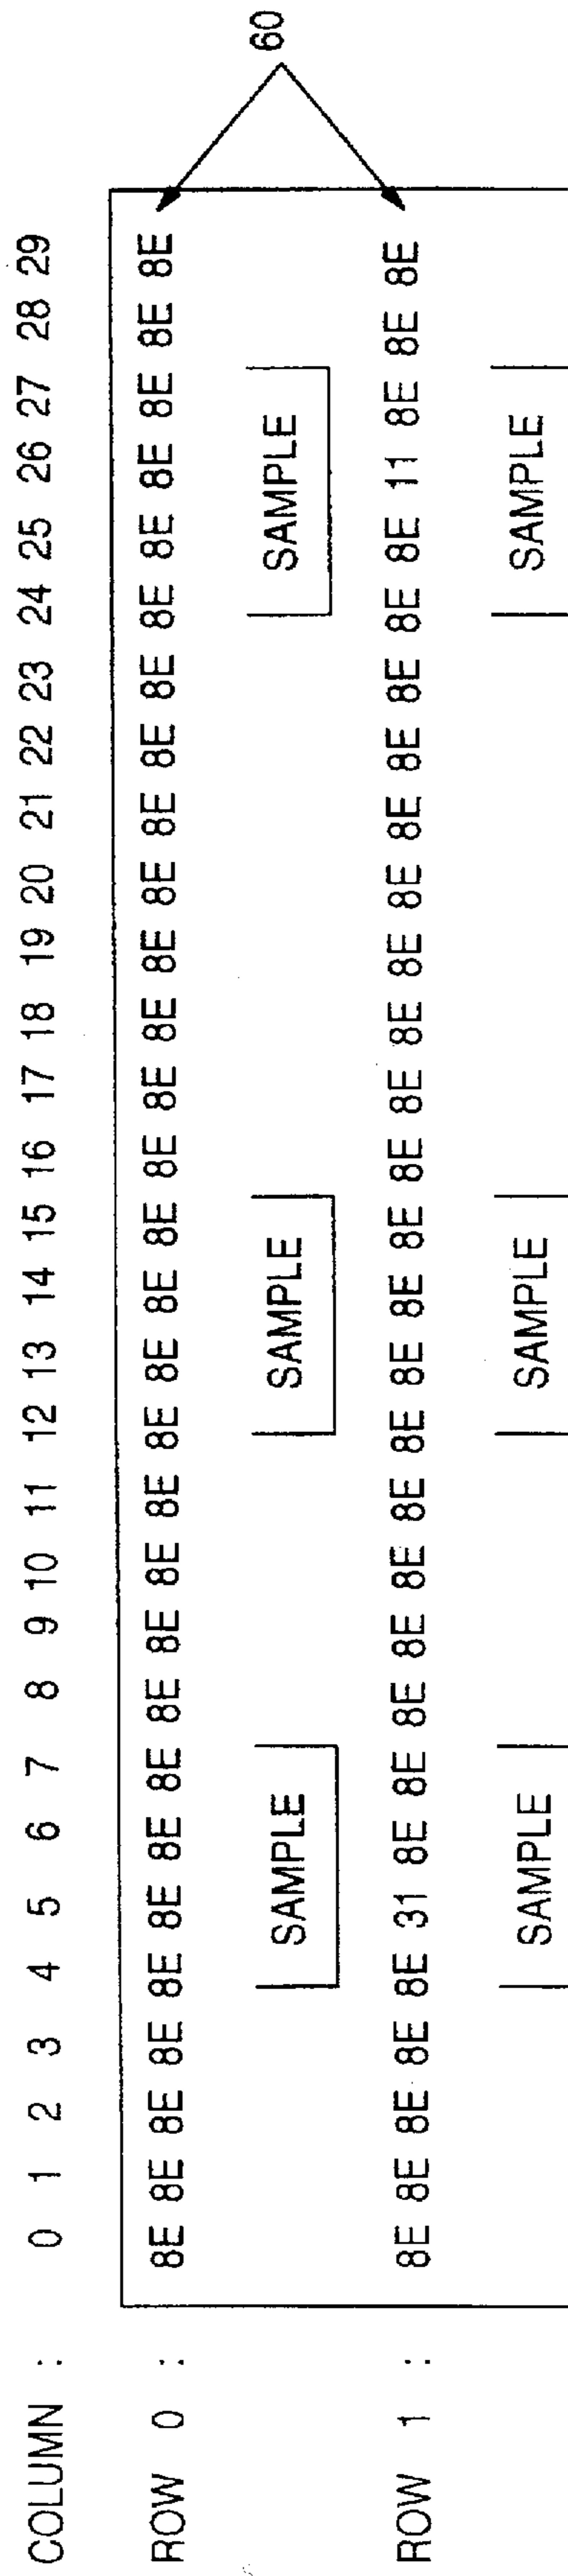 COLUMN : 0 1 2 3 4 5 6 7 8 9 10 11 12 13 14 15 16 17 18 19 20 21 22 23 24 25 26 27 28 29
ROW 0 : 8E 8E 8E 8E 8E 8E 8E 8E 8E 8E 8E 8E 8E 8E 8E 8E 8E 8E 8E 8E 8E 8E 8E 8E 8E 8E 8E 8E 8E 8E
60
SAMPLE SAMPLE SAMPLE
ROW 1 : 8E 8E 8E 8E 8E 31 8E 8E 8E 8E 8E 8E 8E 8E 8E 8E 8E 8E 8E 8E 8E 8E 8E 8E 8E 8E 11 8E 8E 8E
SAMPLE SAMPLE SAMPLE